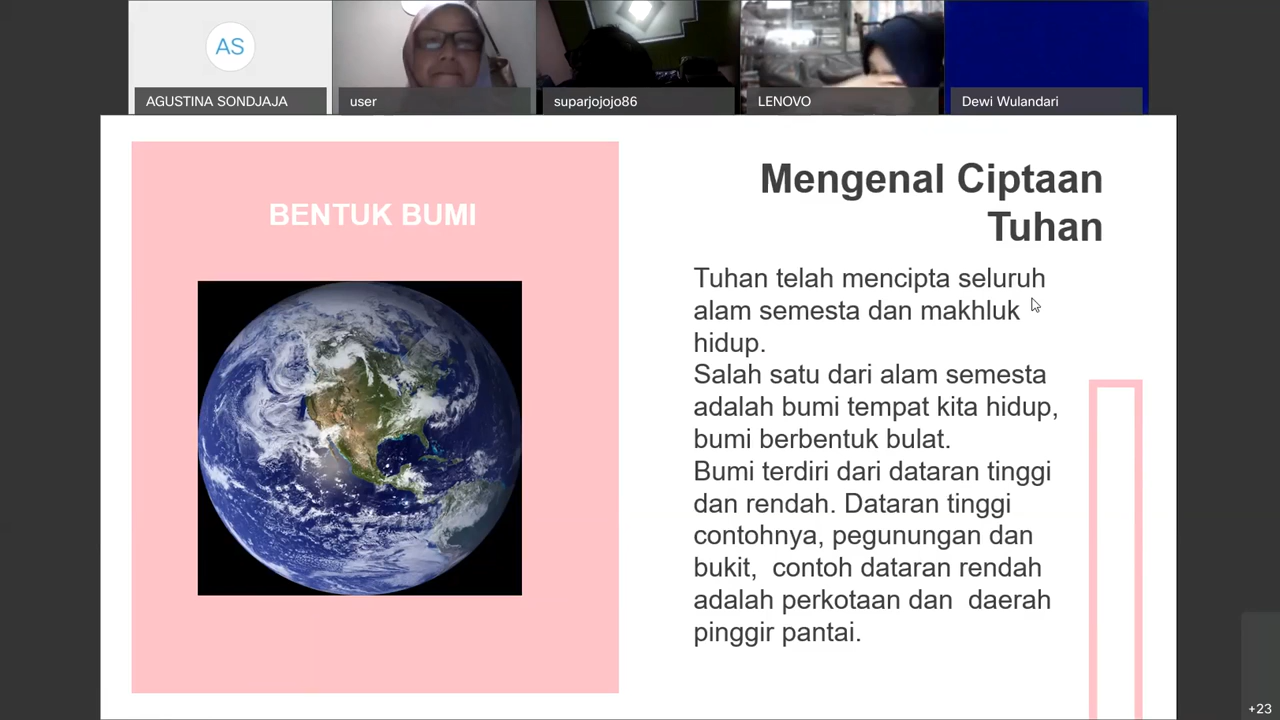 AS
AGUSTINA SONDJAJA
user
suparjojojo86
LENOVO
Dewi Wulandari
BENTUK BUMI
Mengenal Ciptaan
Tuhan
Tuhan telah mencipta seluruh
alam semesta dan makhluk
hidup.
Salah satu dari alam semesta
adalah bumi tempat kita hidup,
bumi berbentuk bulat.
Bumi terdiri dari dataran tinggi
dan rendah. Dataran tinggi
contohnya, pegunungan dan
bukit,  contoh dataran rendah
adalah perkotaan dan  daerah
pinggir pantai.
+23